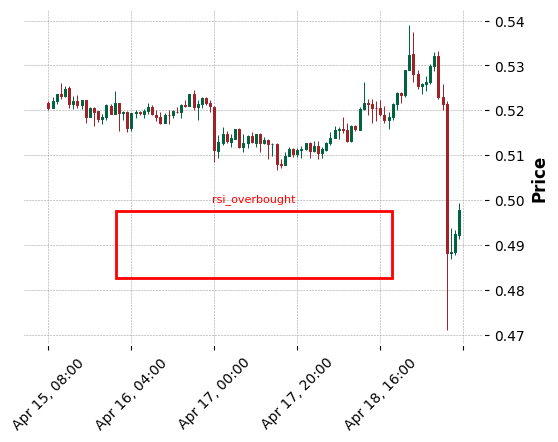 0.54
0.53
0.52
0.51
0.50
0.49
0.48
0.47
Price
rsi_overbought
Apr 15, 08:00
Apr 16, 04:00
Apr 17, 00:00
Apr 17, 20:00
Apr 18, 16:00